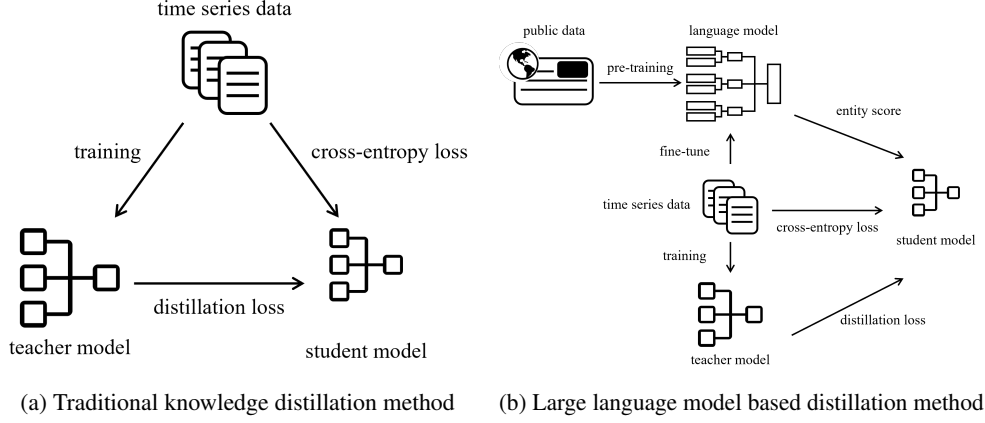 time series data
training
cross-entropy loss
distillation loss
teacher model
student model
(a) Traditional knowledge distillation method
public data
language model
pre-training
entity score
fine-tune
time series data
cross-entropy loss
student model
training
distillation loss
teacher model
(b) Large language model based distillation method